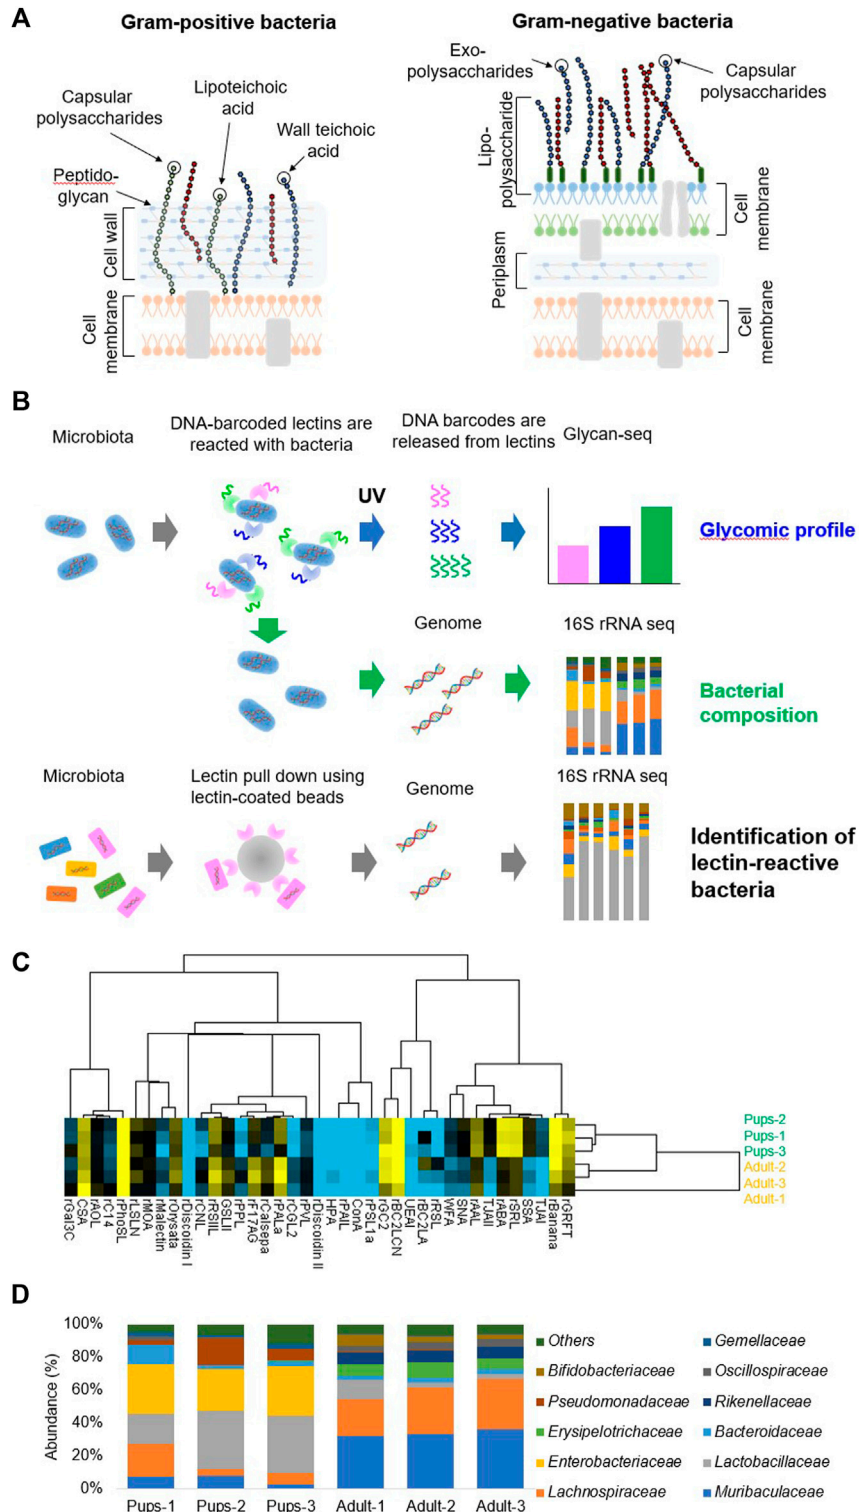 A
Gram-positive bacteria
Gram-negative bacteria
Capsular
polysaccharides
Lipoteichoic
acid
Wall teichoic
acid
Peptido-
glycan
Cell wall
Cell
membrane
Exo-
polysaccharides
Capsular
polysaccharides
Lipo-
polysaccharide
Cell
membrane
Periplasm
Cell
membrane
B
Microbiota
DNA-barcoded lectins are
reacted with bacteria
DNA barcodes are
released from lectins
Glycan-seq
UV
Glycomic profile
Genome
16S rRNA seq
Bacterial
composition
Microbiota
Lectin pull down using
lectin-coated beads
Genome
16S rRNA seq
Identification of
lectin-reactive
bacteria
C
Pups-2
Pups-1
Pups-3
Adult-2
Adult-3
Adult-1
rGal3C
CSA
rAOL
rC14
rPhoSL
rLSLN
rMOA
rMalectin
rOrysata
rDiscoidin I
rCNL
rRSIIL
GSLII
rPPL
rF17AG
rCalsepa
rPALa
rCGL2
rPVL
rDiscoidin II
HPA
rPAIL
ConA
rPSL1a
rGC2
rBC2LCN
UEAI
rBC2LA
rOSL
WFA
SNA
rAAL
TJAII
rABA
rSRL
SSA
TJAI
rBanana
rGRFT
D
Abundance (%)
100%
80%
60%
40%
20%
0%
Pups-1
Pups-2
Pups-3
Adult-1
Adult-2
Adult-3
Others
Gemellaceae
Bifidobacteriaceae
Oscillospiraceae
Pseudomonadaceae
Rikenellaceae
Erysipelotrichaceae
Bacteroidaceae
Enterobacteriaceae
Lactobacillaceae
Lachnospiraceae
Muribaculaceae